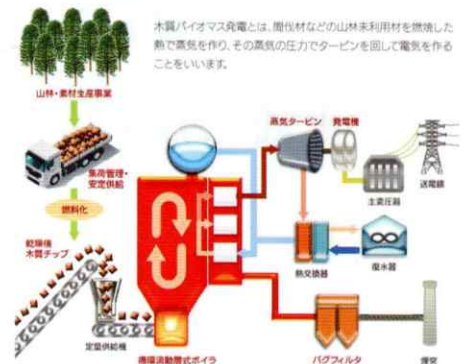 木質バイオマス発電とは、間伐材などの山林未利用材を燃焼した
熱で蒸気を作り、その蒸気の圧力でタービンを回して電気を作る
ことをいいます。
山林・素材生産事業
蒸気タービン
発電機
集荷管理・
安定供給
主変圧器
送電線
燃料化
乾燥後
木質チップ
熱交換器
復水器
定量供給機
循環流動層式ボイラ
バグフィルタ
煙突